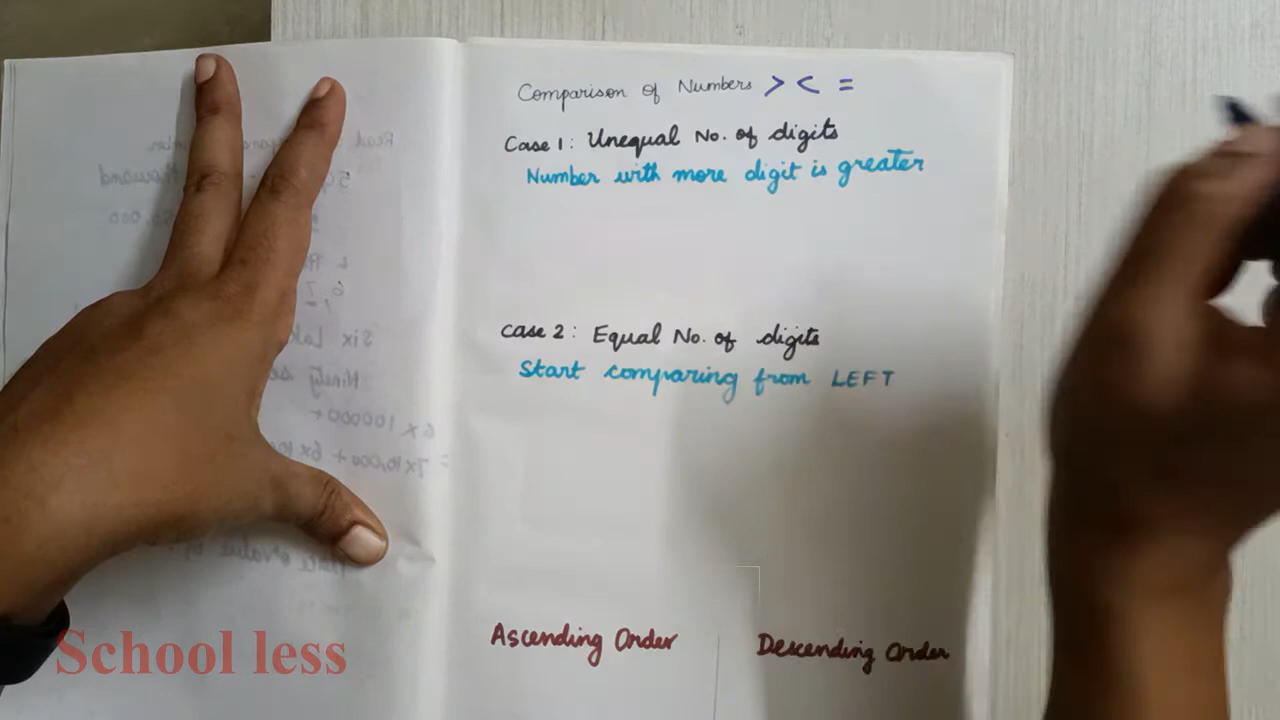 Comparison of Numbers > < =
Case 1: Unequal No. of digits
Number with more digit is greater
Case 2: Equal No. of digits
Start comparing from LEFT
Ascending Order
Descending Order
School less